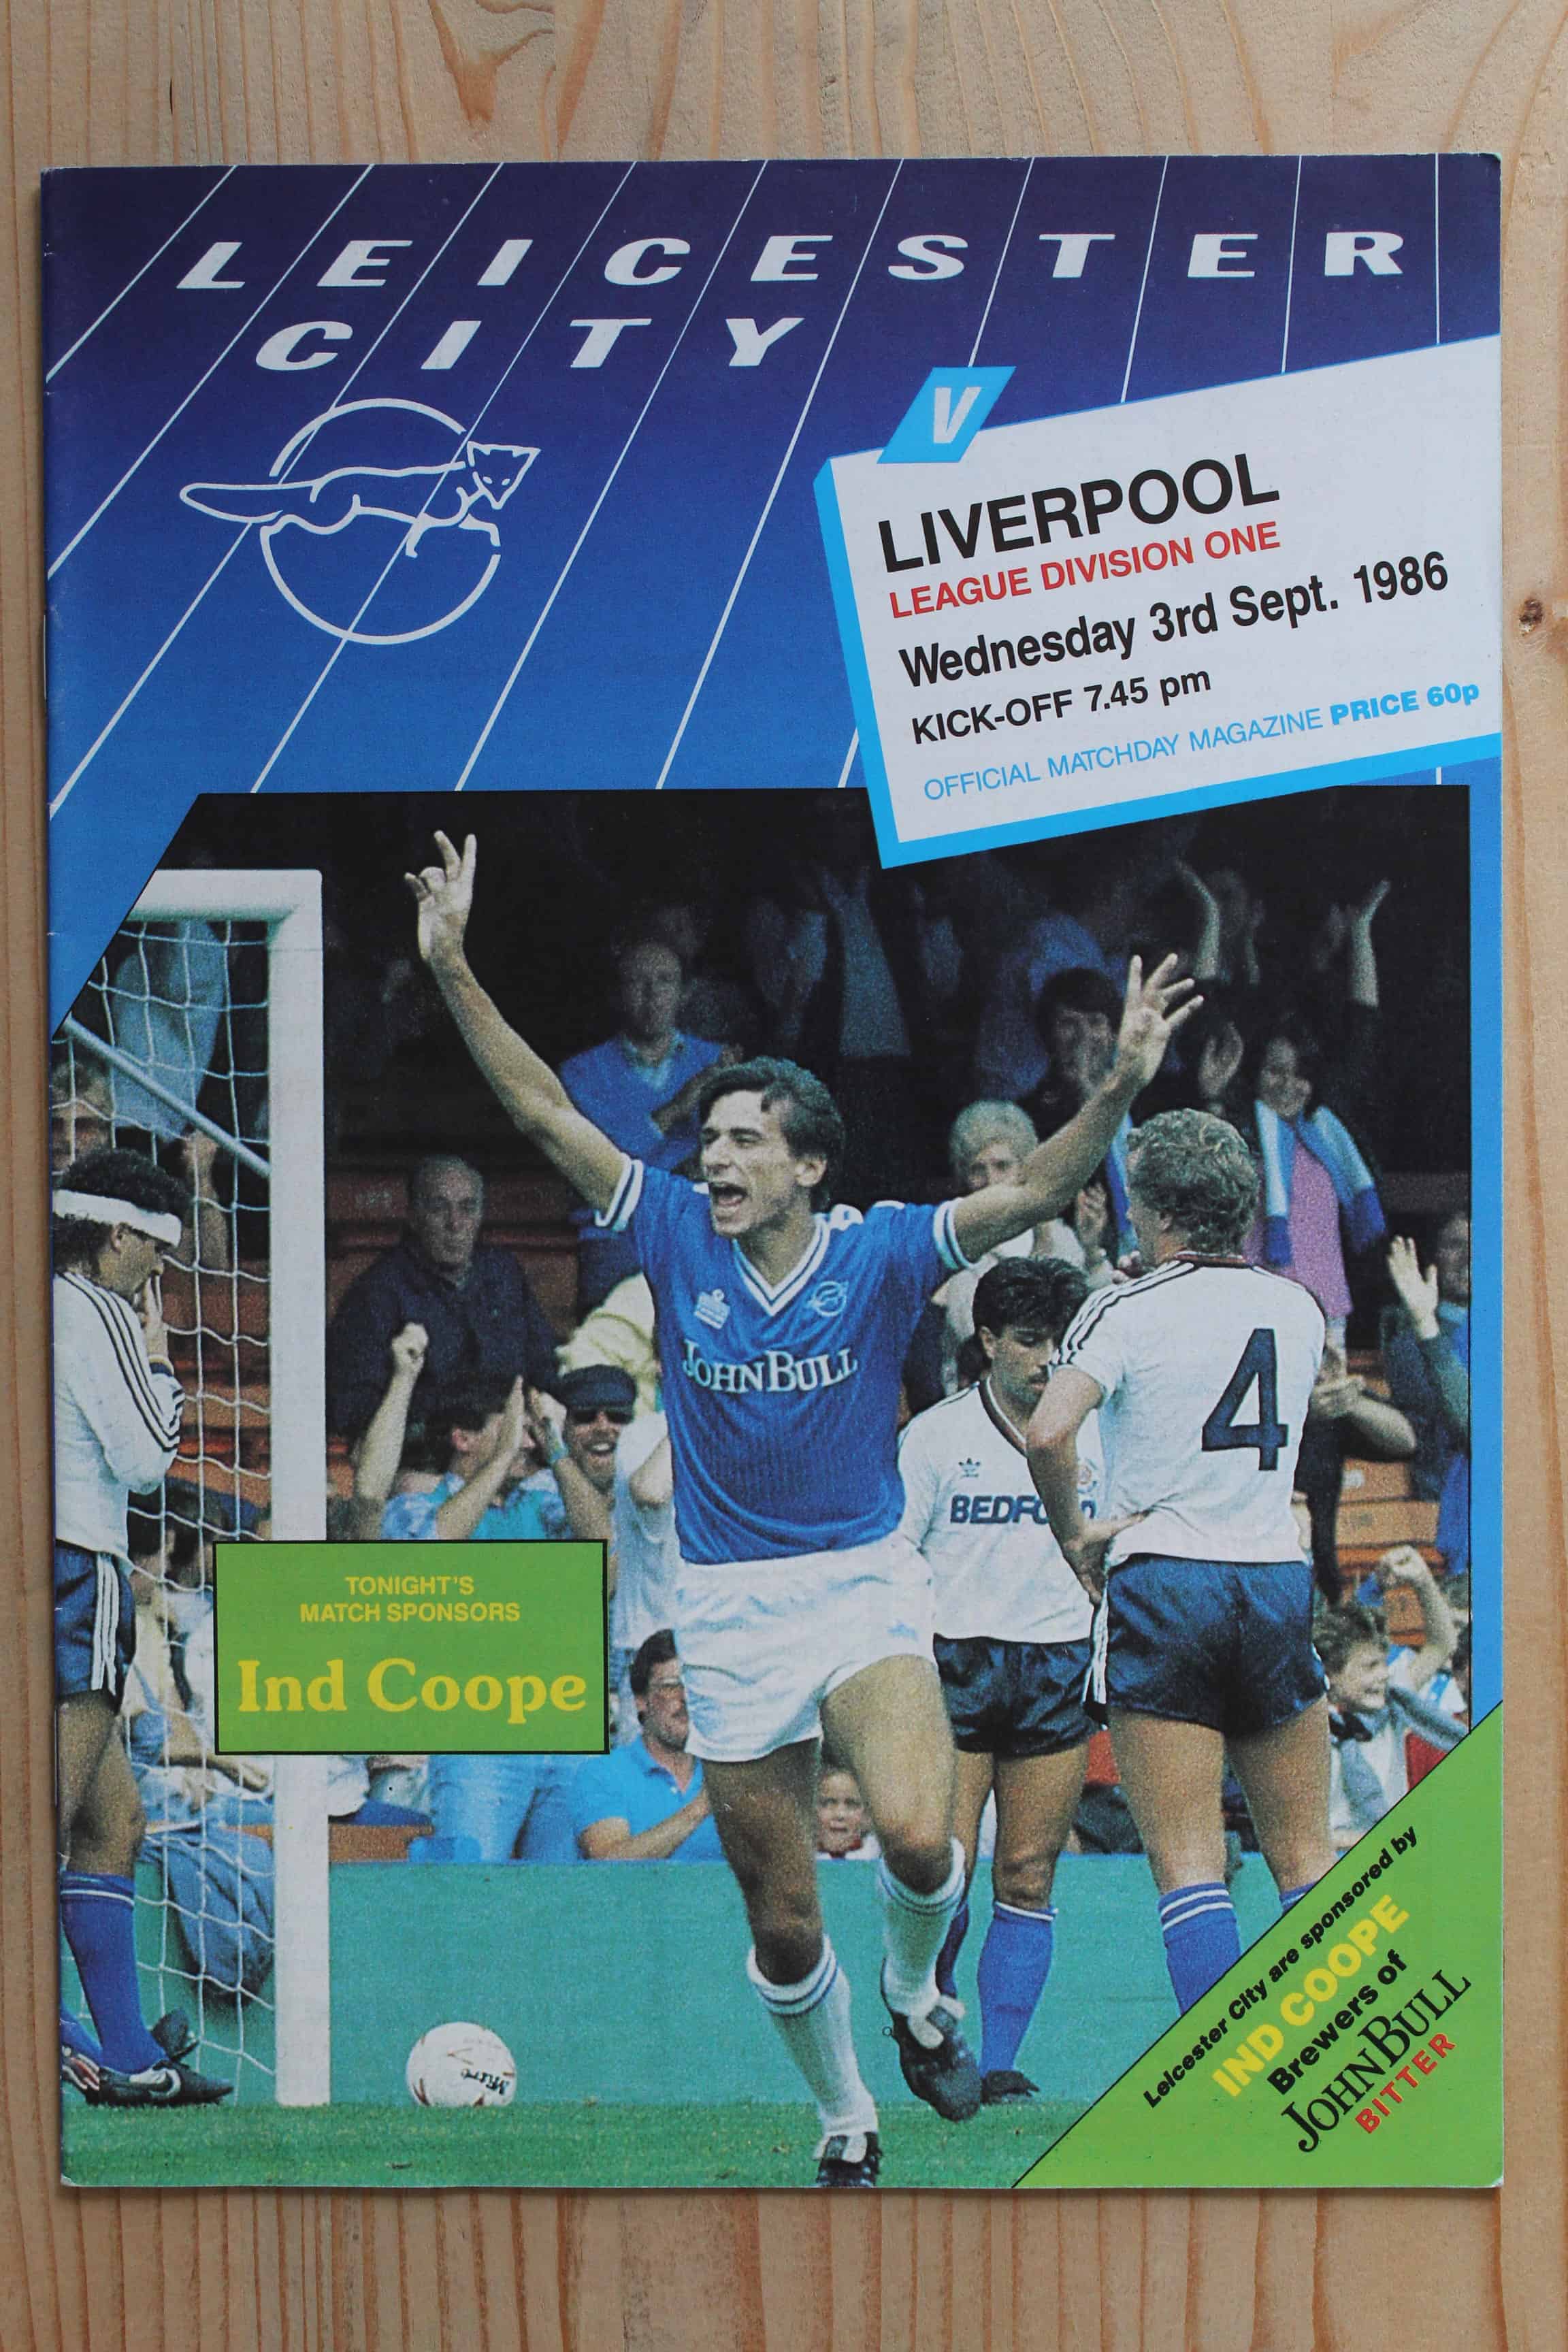 LEICESTER
CITY
V
LIVERPOOL
LEAGUE DIVISION ONE
Wednesday 3rd Sept. 1986
KICK-OFF 7.45 pm
OFFICIAL MATCHDAY MAGAZINE PRICE 60p
JOHN BULL
4
BEDFO D
TONIGHT'S
MATCH SPONSORS
Ind Coope
Mitre
Leicester City are sponsored by
IND COOPE
Brewers of
JOHN BULL
BITTER